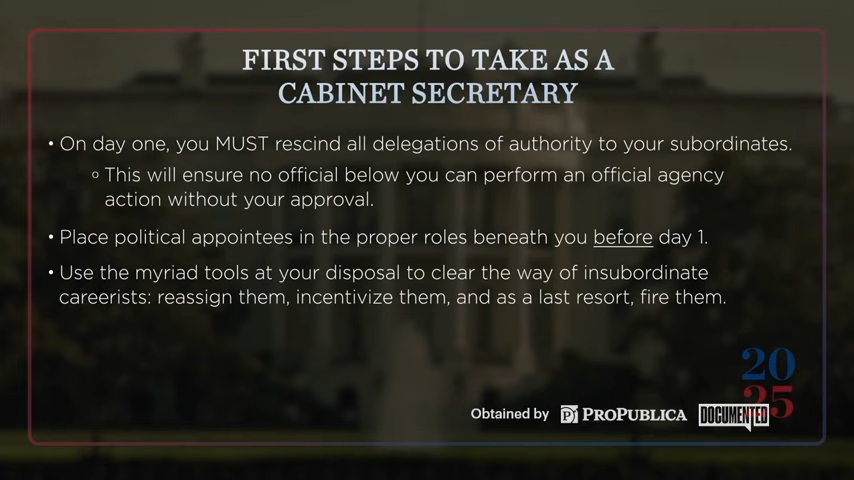 FIRST STEPS TO TAKE AS A
CABINET SECRETARY
• On day one, you MUST rescind all delegations of authority to your subordinates.
o This will ensure no official below you can perform an official agency
action without your approval.
• Place political appointees in the proper roles beneath you before day 1.
• Use the myriad tools at your disposal to clear the way of insubordinate
careerists: reassign them, incentivize them, and as a last resort, fire them.
20
25
Obtained by PROPUBLICA DOCUMENTED